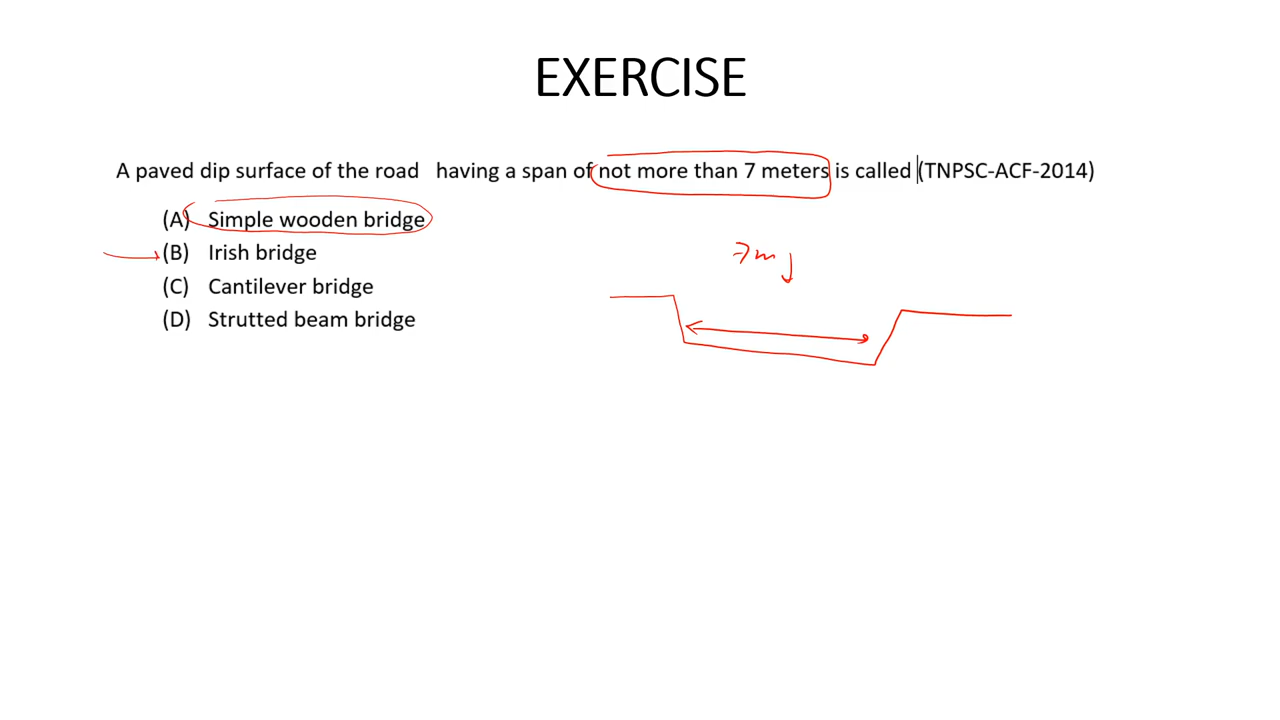 EXERCISE
A paved dip surface of the road having a span of not more than 7 meters is called (TNPSC-ACF-2014)
(A) Simple wooden bridge
(B) Irish bridge
(C) Cantilever bridge
(D) Strutted beam bridge
7m